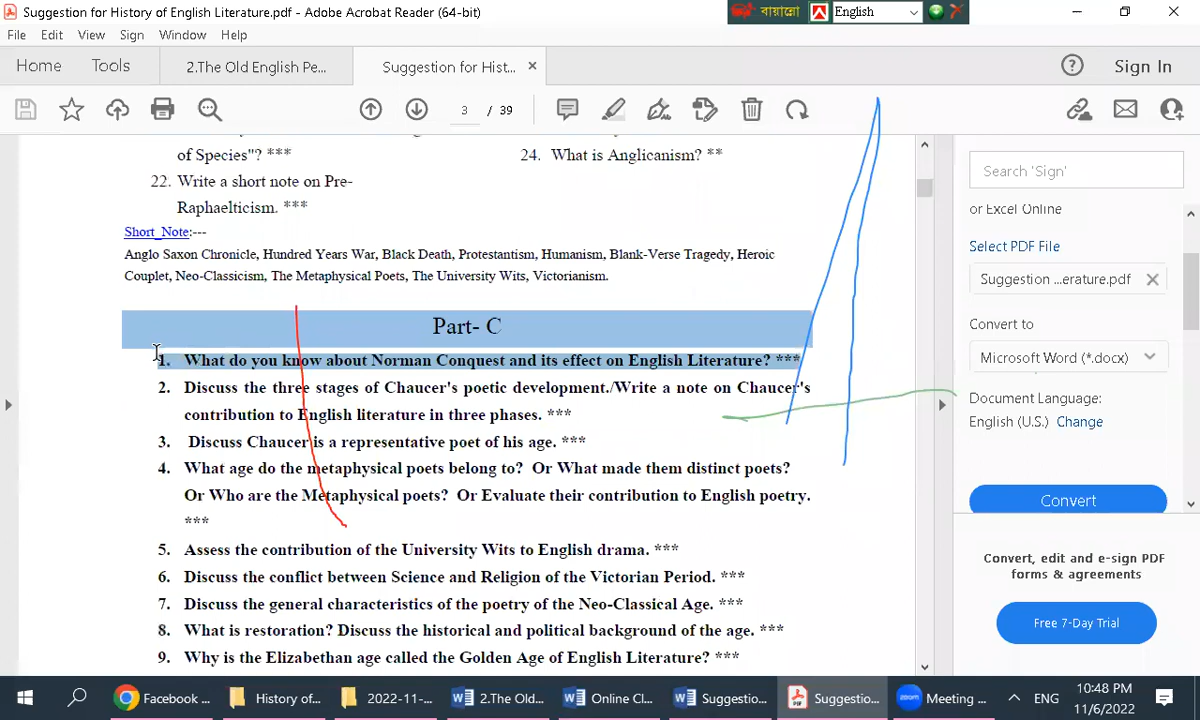 Suggestion for History of English Literature.pdf - Adobe Acrobat Reader (64-bit)
বায়ান্নো English
File Edit View Sign Window Help
Home Tools 2.The Old English Pe... Suggestion for Hist... Sign In
3 / 39
of Species"? ***
22. Write a short note on Pre-
Raphaelticism. ***
24. What is Anglicanism? **
Short_Note:---
Anglo Saxon Chronicle, Hundred Years War, Black Death, Protestantism, Humanism, Blank-Verse Tragedy, Heroic
Couplet, Neo-Classicism, The Metaphysical Poets, The University Wits, Victorianism.
Part- C
1. What do you know about Norman Conquest and its effect on English Literature? ***
2. Discuss the three stages of Chaucer's poetic development./Write a note on Chaucer's
contribution to English literature in three phases. ***
3. Discuss Chaucer is a representative poet of his age. ***
4. What age do the metaphysical poets belong to? Or What made them distinct poets?
Or Who are the Metaphysical poets? Or Evaluate their contribution to English poetry.
***
5. Assess the contribution of the University Wits to English drama. ***
6. Discuss the conflict between Science and Religion of the Victorian Period. ***
7. Discuss the general characteristics of the poetry of the Neo-Classical Age. ***
8. What is restoration? Discuss the historical and political background of the age. ***
9. Why is the Elizabethan age called the Golden Age of English Literature? ***
Search 'Sign'
or Excel Online
Select PDF File
Suggestion ...erature.pdf
Convert to
Microsoft Word (*.docx)
Document Language:
English (U.S.) Change
Convert
Convert, edit and e-sign PDF
forms & agreements
Free 7-Day Trial
Facebook ... History of... 2022-11-... 2.The Old... Online Cl... Suggestio... Suggestio... Meeting ... ENG 10:48 PM
11/6/2022